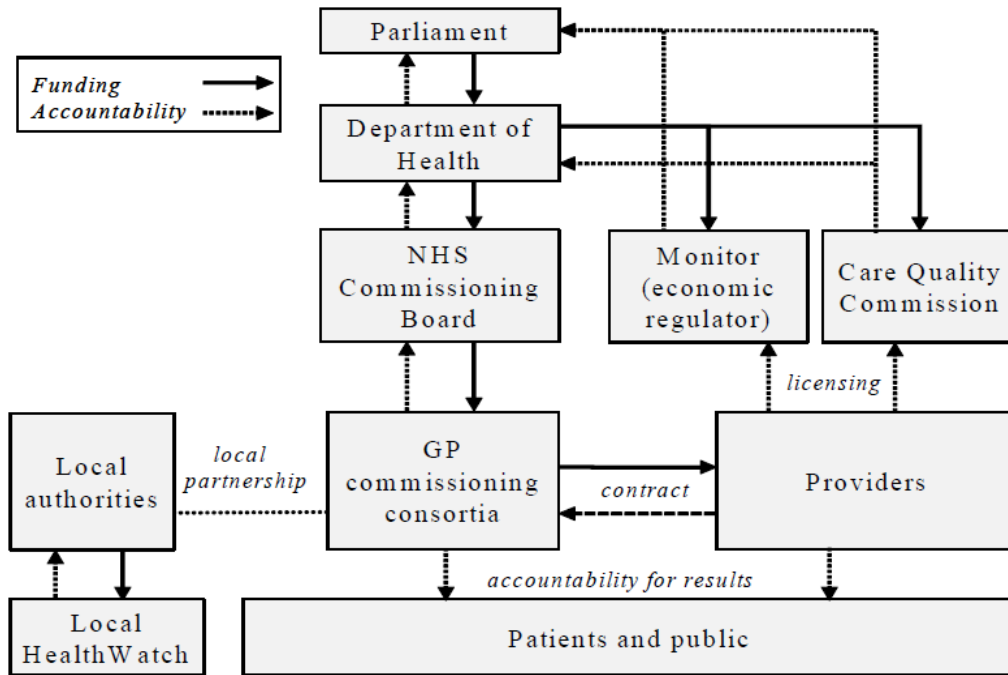 Parliament
Funding
Accountability
Department of
Health
NHS
Commissioning
Board
Monitor
(economic
regulator)
Care Quality
Commission
licensing
Local
authorities
local
partnership
GP
commissioning
consortia
contract
Providers
accountability for results
Local
HealthWatch
Patients and public